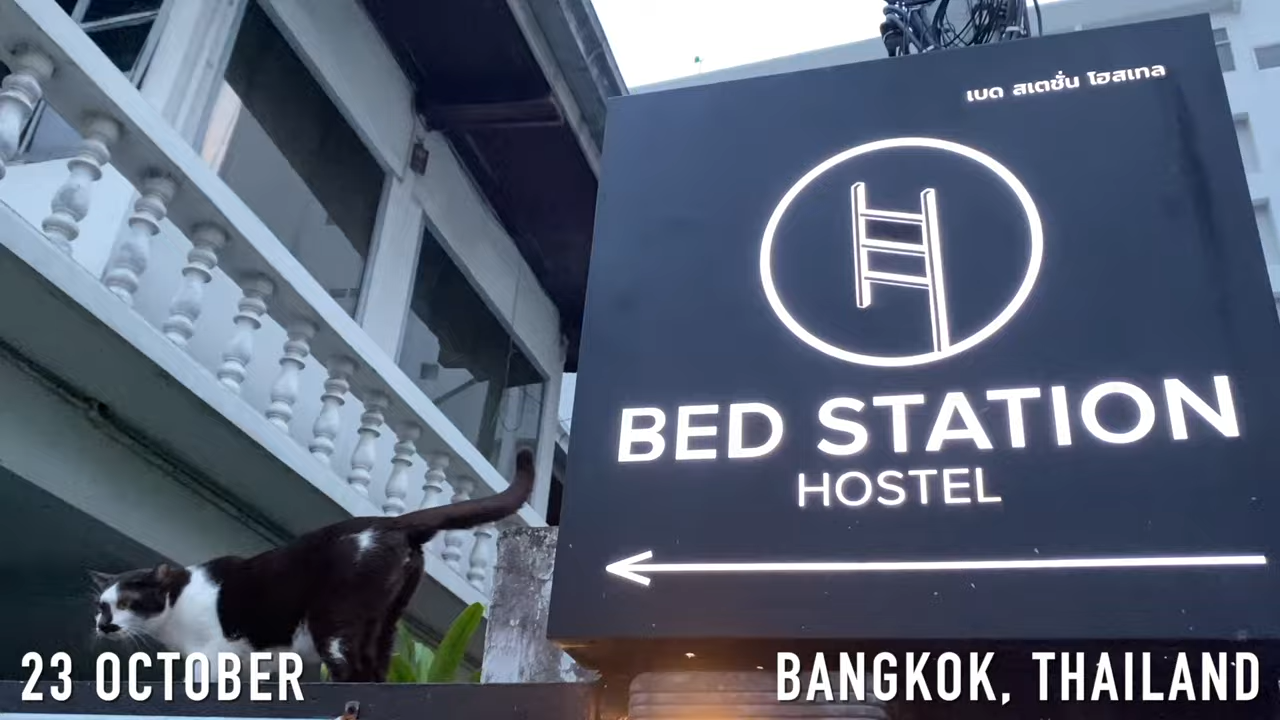 เบด สเตชั่น โฮสเทล
BED STATION
HOSTEL
23 OCTOBER
BANGKOK, THAILAND